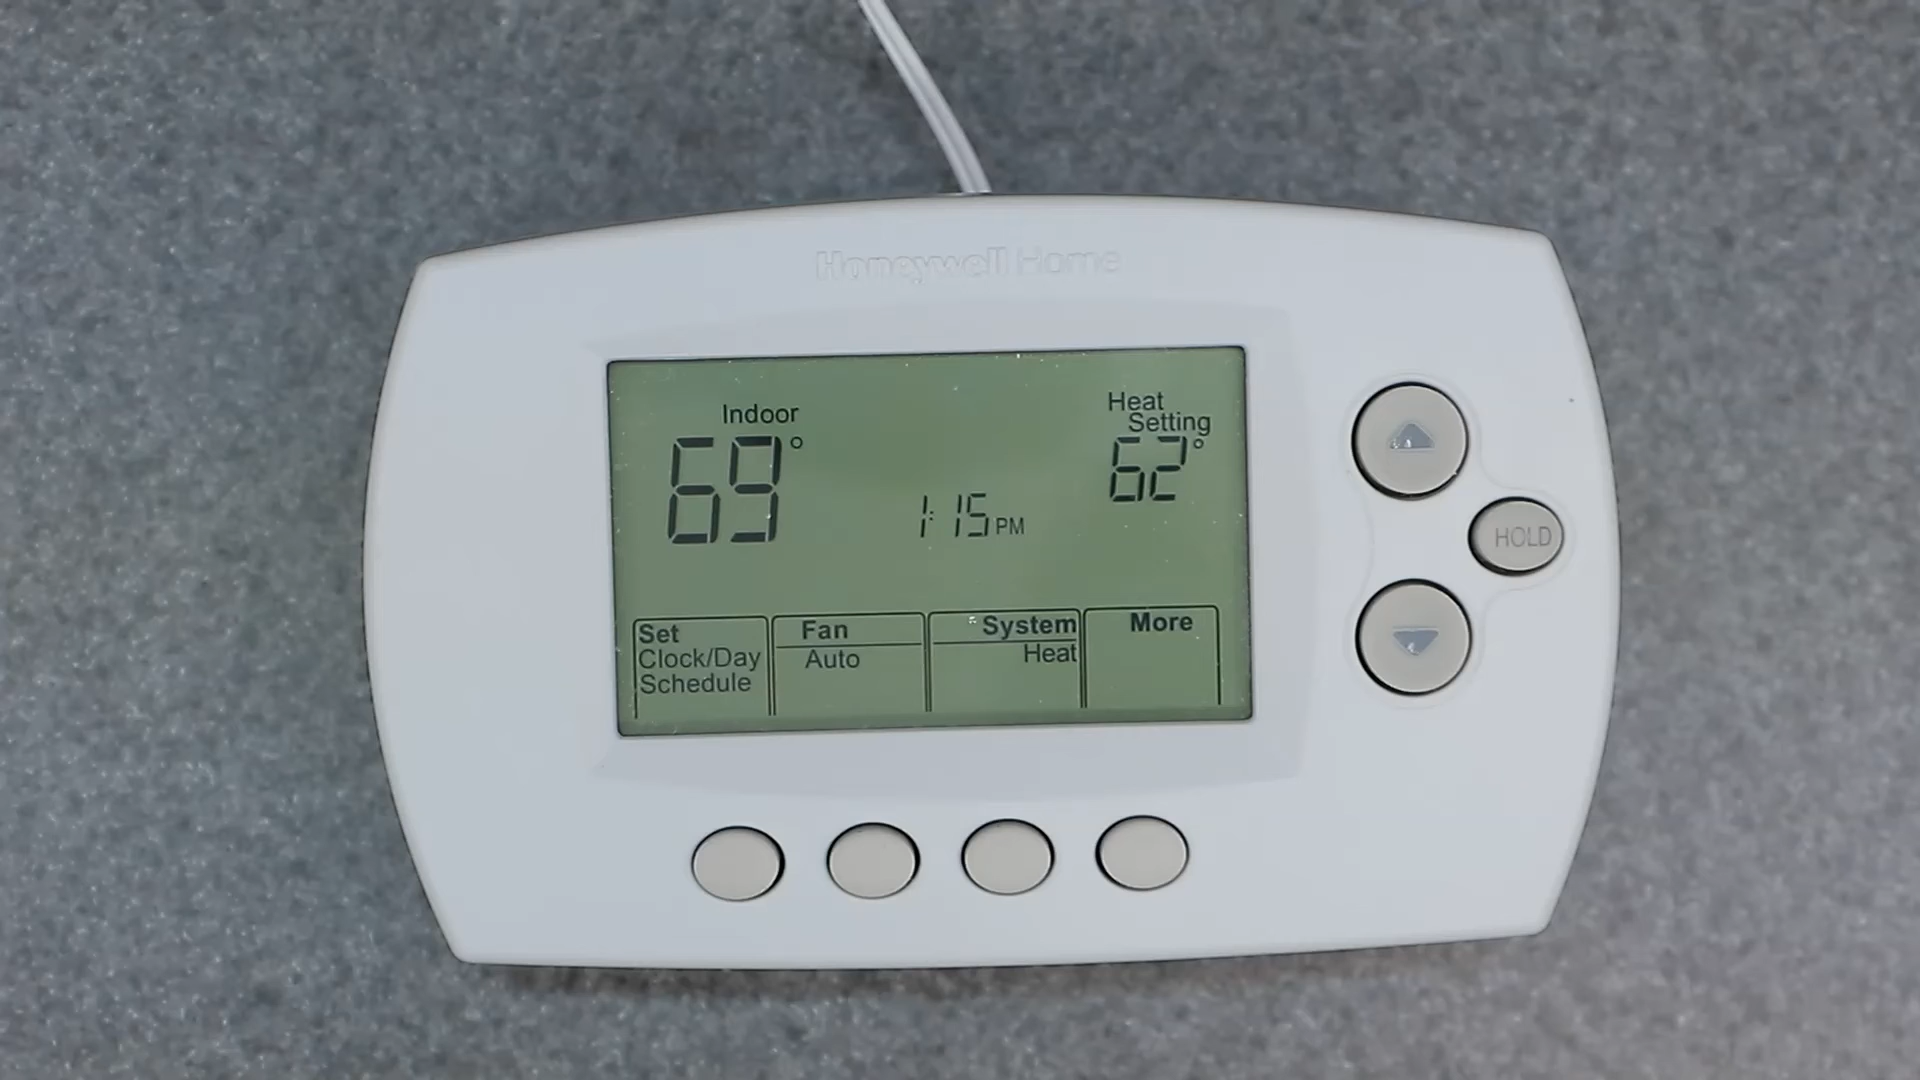 Honeywell Home
Indoor
69°
Heat
Setting
62°
1:15 PM
HOLD
Set
Clock/Day
Schedule
Fan
Auto
System
Heat
More